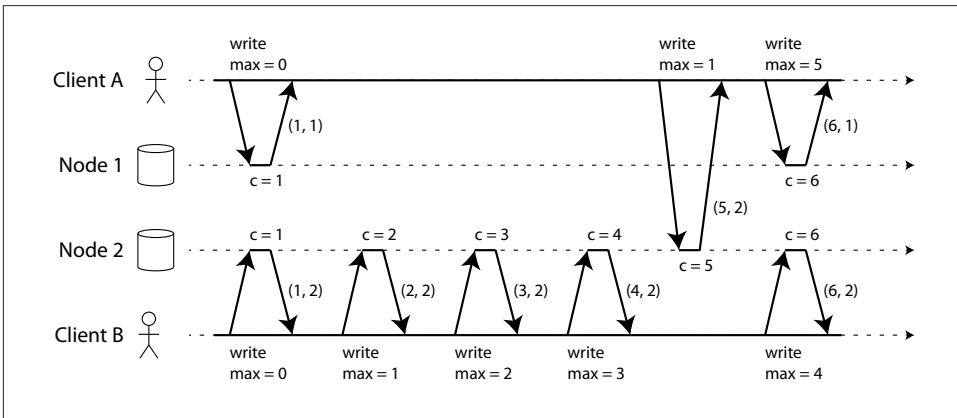 write
max = 0
write
max = 1
write
max = 5
Client A
(1, 1)
(6, 1)
Node 1
c = 1
c = 6
(5, 2)
c = 1
c = 2
c = 3
c = 4
c = 6
Node 2
c = 5
(1, 2)
(2, 2)
(3, 2)
(4, 2)
(6, 2)
Client B
write
max = 0
write
max = 1
write
max = 2
write
max = 3
write
max = 4